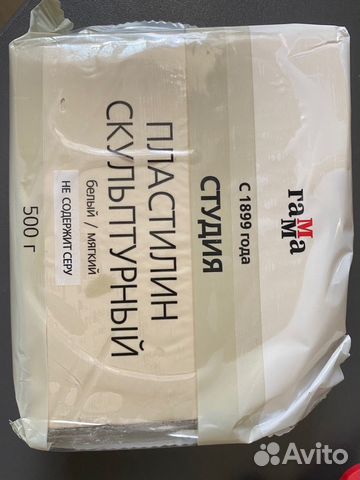 гаММа
С 1899 года
СТУДИЯ
ПЛАСТИЛИН
СКУЛЬПТУРНЫЙ
белый / мягкий
НЕ СОДЕРЖИТ СЕРУ
500 г
Avito